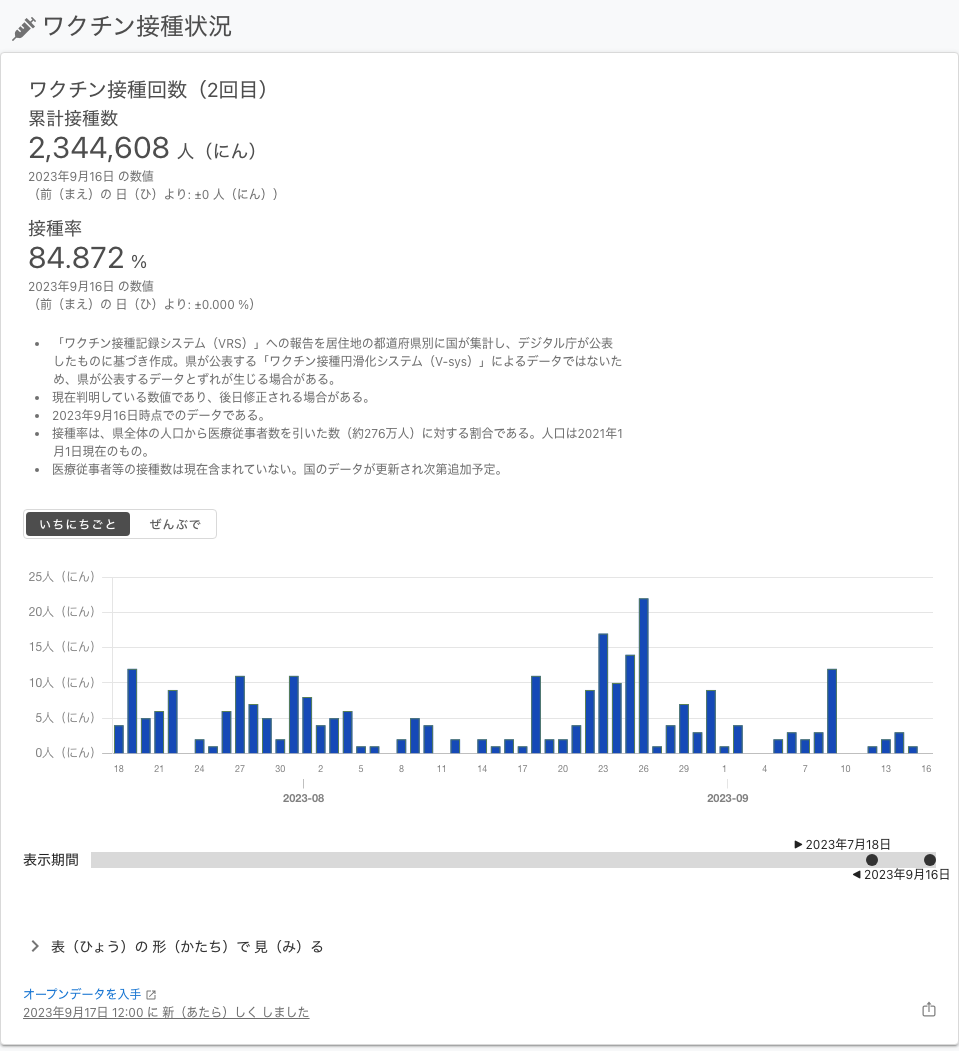 ワクチン接種状況
ワクチン接種回数（2回目）
累計接種数
2,344,608 人（にん）
2023年9月16日 の数値
（前（まえ）の 日（ひ）より: ±0 人（にん））
接種率
84.872 %
2023年9月16日 の数値
（前（まえ）の 日（ひ）より: ±0.000 %）
• 「ワクチン接種記録システム（VRS）」への報告を居住地の都道府県別に国が集計し、デジタル庁が公表
したものに基づき作成。県が公表する「ワクチン接種円滑化システム（V-sys）」によるデータではないた
め、県が公表するデータとずれが生じる場合がある。
• 現在判明している数値であり、後日修正される場合がある。
• 2023年9月16日時点でのデータである。
• 接種率は、県全体の人口から医療従事者数を引いた数（約276万人）に対する割合である。人口は2021年1
月1日現在のもの。
• 医療従事者等の接種数は現在含まれていない。国のデータが更新され次第追加予定。
いちにちごと ぜんぶで
25人（にん）
20人（にん）
15人（にん）
10人（にん）
5人（にん）
0人（にん）
18 21 24 27 30 2 5 8 11 14 17 20 23 26 29 1 4 7 10 13 16
2023-08 2023-09
▶ 2023年7月18日
表示期間
◀ 2023年9月16日
表（ひょう）の 形（かたち）で 見（み）る
オープンデータを入手
2023年9月17日 12:00 に 新（あたら）しく しました